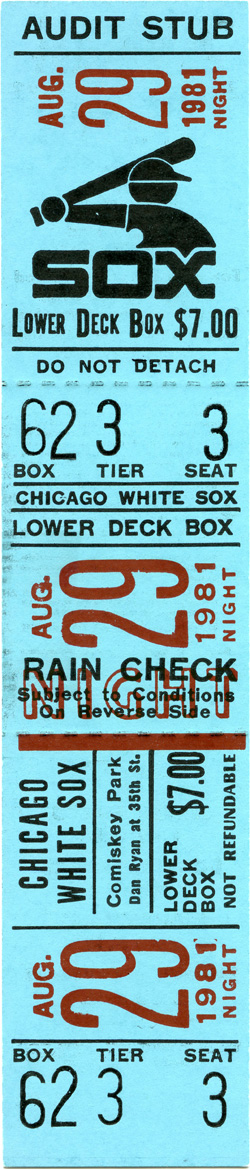 AUDIT STUB
AUG. 29 1981 NIGHT
SOX
LOWER DECK BOX $7.00
DO NOT DETACH
62 3 3
BOX TIER SEAT
CHICAGO WHITE SOX
LOWER DECK BOX
AUG. 29 1981 NIGHT
NIGHT
RAIN CHECK
Subject to Conditions
On Reverse Side
CHICAGO
WHITE SOX
Comiskey Park
Dan Ryan at 35th St.
LOWER
DECK
BOX
$7.00
NOT REFUNDABLE
AUG. 29 1981 NIGHT
BOX TIER SEAT
62 3 3